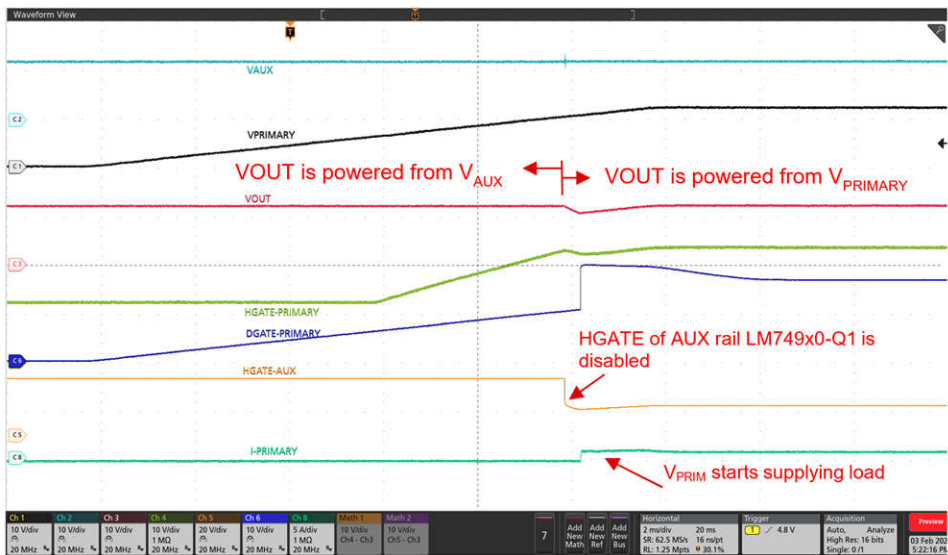 Waveform View
VAUX
C2
VPRIMARY
C1
VOUT is powered from VAUX
VOUT is powered from VPRIMARY
VOUT
C3
HGATE-PRIMARY
DGATE-PRIMARY
HGATE of AUX rail LM749x0-Q1 is
disabled
C6
HGATE-AUX
C5
I-PRIMARY
C8
VPRIM starts supplying load
Ch 1
10 V/div
20 MHz
Ch 2
10 V/div
20 MHz
Ch 3
10 V/div
20 MHz
Ch 4
10 V/div
1 MΩ
20 MHz
Ch 5
20 V/div
20 MHz
Ch 6
10 V/div
20 MHz
Ch 8
5 A/div
1 MΩ
20 MHz
Math 1
10 V/div
Ch4 - Ch3
Math 2
10 V/div
Ch5 - Ch3
7
Add
New
Math
Add
New
Ref
Add
New
Bus
Horizontal
2 ms/div
20 ms
SR: 62.5 MS/s
16 ns/pt
RL: 1.25 Mpts
30.1%
Trigger
1
4.8 V
Acquisition
Auto,
Analyze
High Res: 16 bits
Single: 0/1
Preview
03 Feb 202